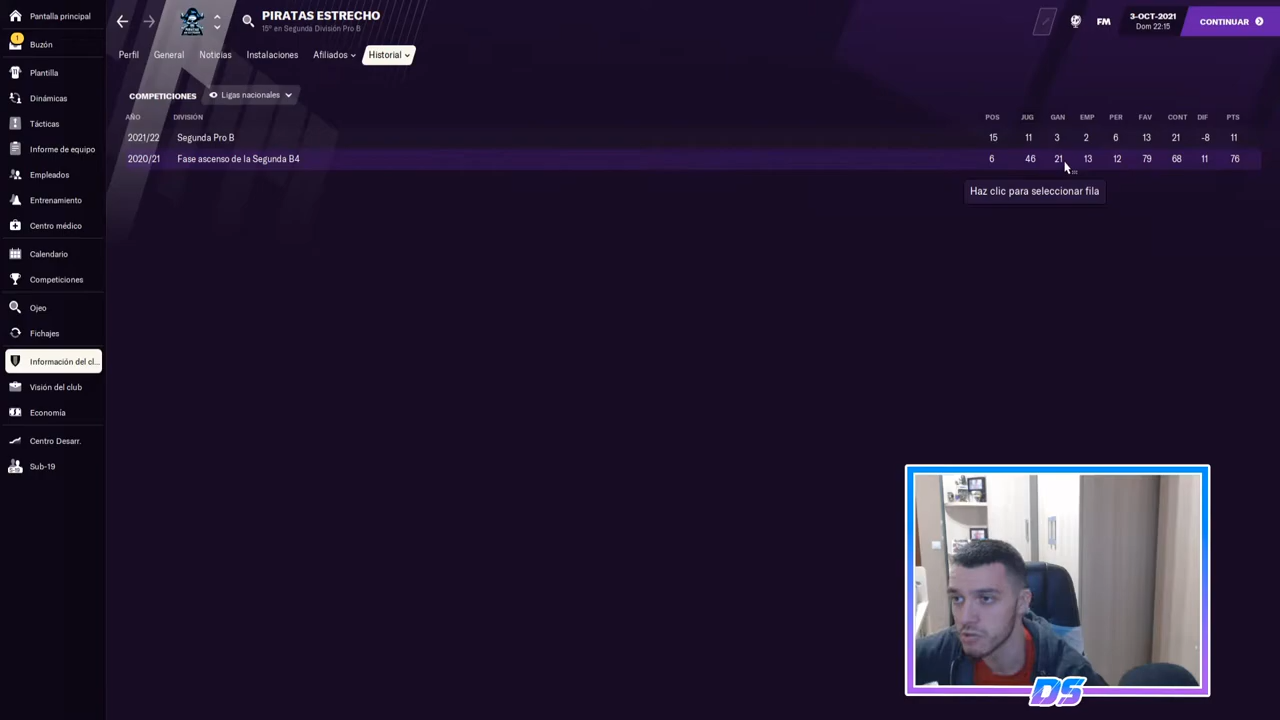 Pantalla principal
PIRATAS ESTRECHO
15º en Segunda División Pro B
FM
3-OCT-2021
Dom 22:15
CONTINUAR
1
Buzón
Perfil
General
Noticias
Instalaciones
Afiliados
Historial
Plantilla
Dinámicas
Tácticas
Informe de equipo
Empleados
Entrenamiento
Centro médico
Calendario
Competiciones
Ojeo
Fichajes
Información del cl...
Visión del club
Economía
Centro Desarr.
Sub-19
COMPETICIONES
Ligas nacionales
AÑO DIVISIÓN POS JUG GAN EMP PER FAV CONT DIF PTS
2021/22 Segunda Pro B 15 11 3 2 6 13 21 -8 11
2020/21 Fase ascenso de la Segunda B4 6 46 21 13 12 79 68 11 76
Haz clic para seleccionar fila
DS